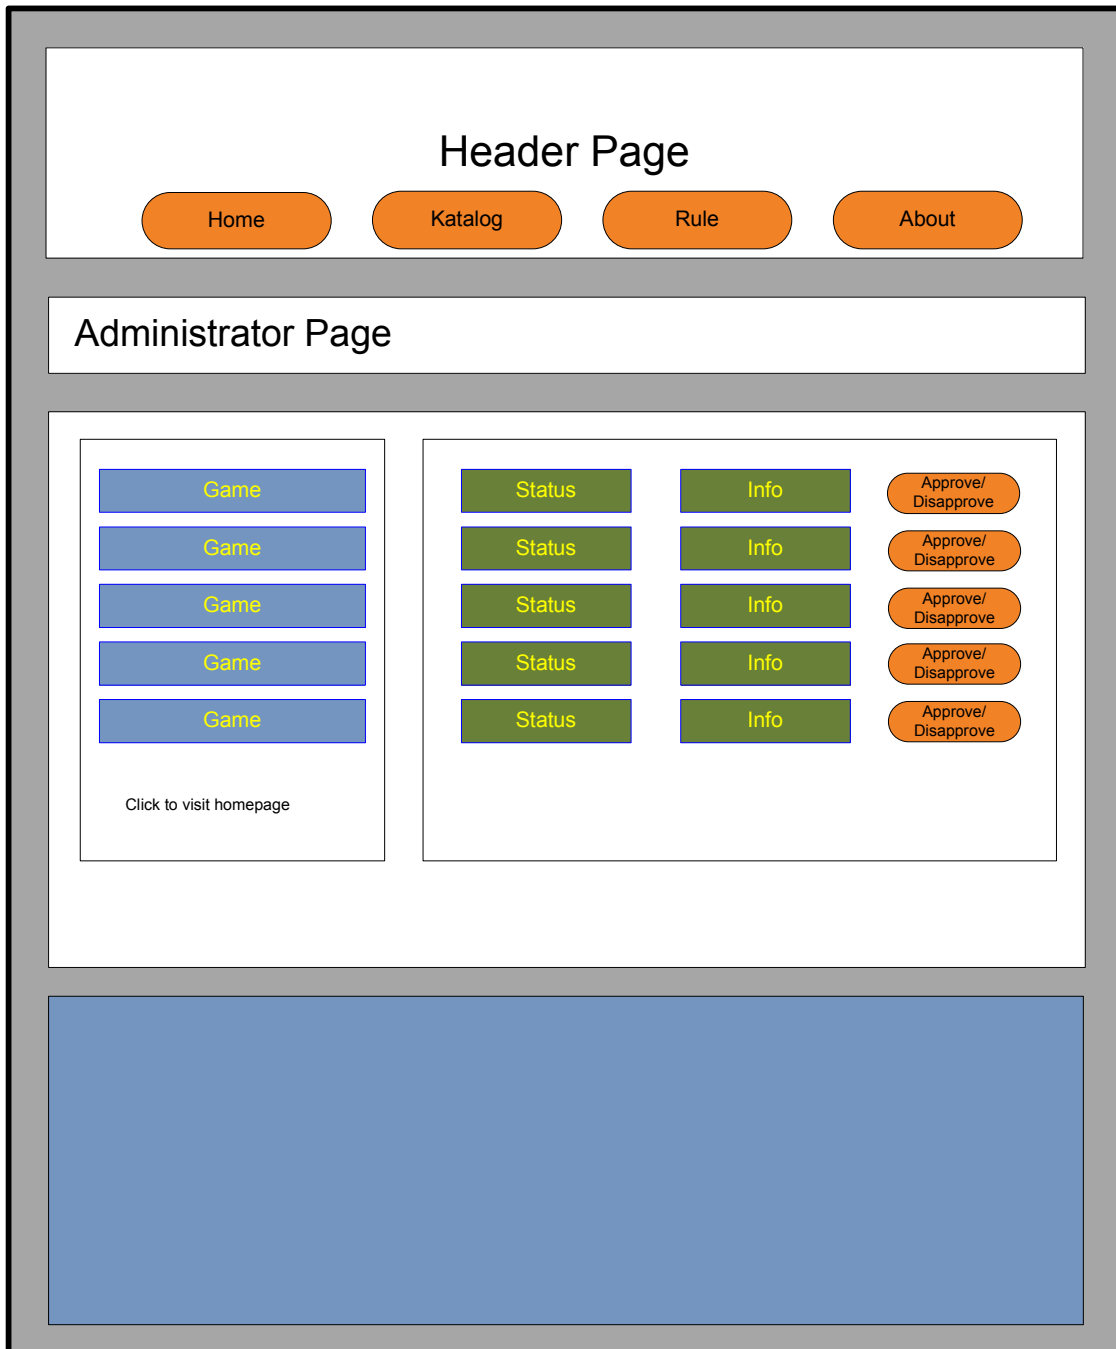 Header Page
Home Katalog Rule About
Administrator Page
Game Status Info Approve/
Disapprove
Game Status Info Approve/
Disapprove
Game Status Info Approve/
Disapprove
Game Status Info Approve/
Disapprove
Game Status Info Approve/
Disapprove
Click to visit homepage